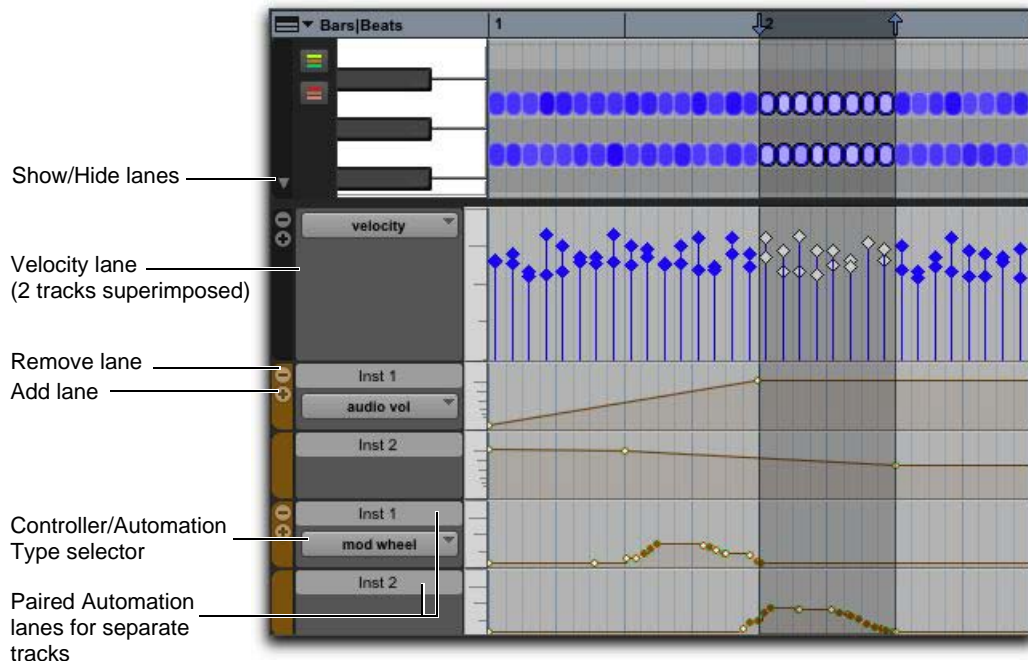 Bars|Beats
1
2
Show/Hide lanes
velocity
Velocity lane
(2 tracks superimposed)
Remove lane
Add lane
Inst 1
audio vol
Inst 2
Controller/Automation
Type selector
Inst 1
mod wheel
Inst 2
Paired Automation
lanes for separate
tracks